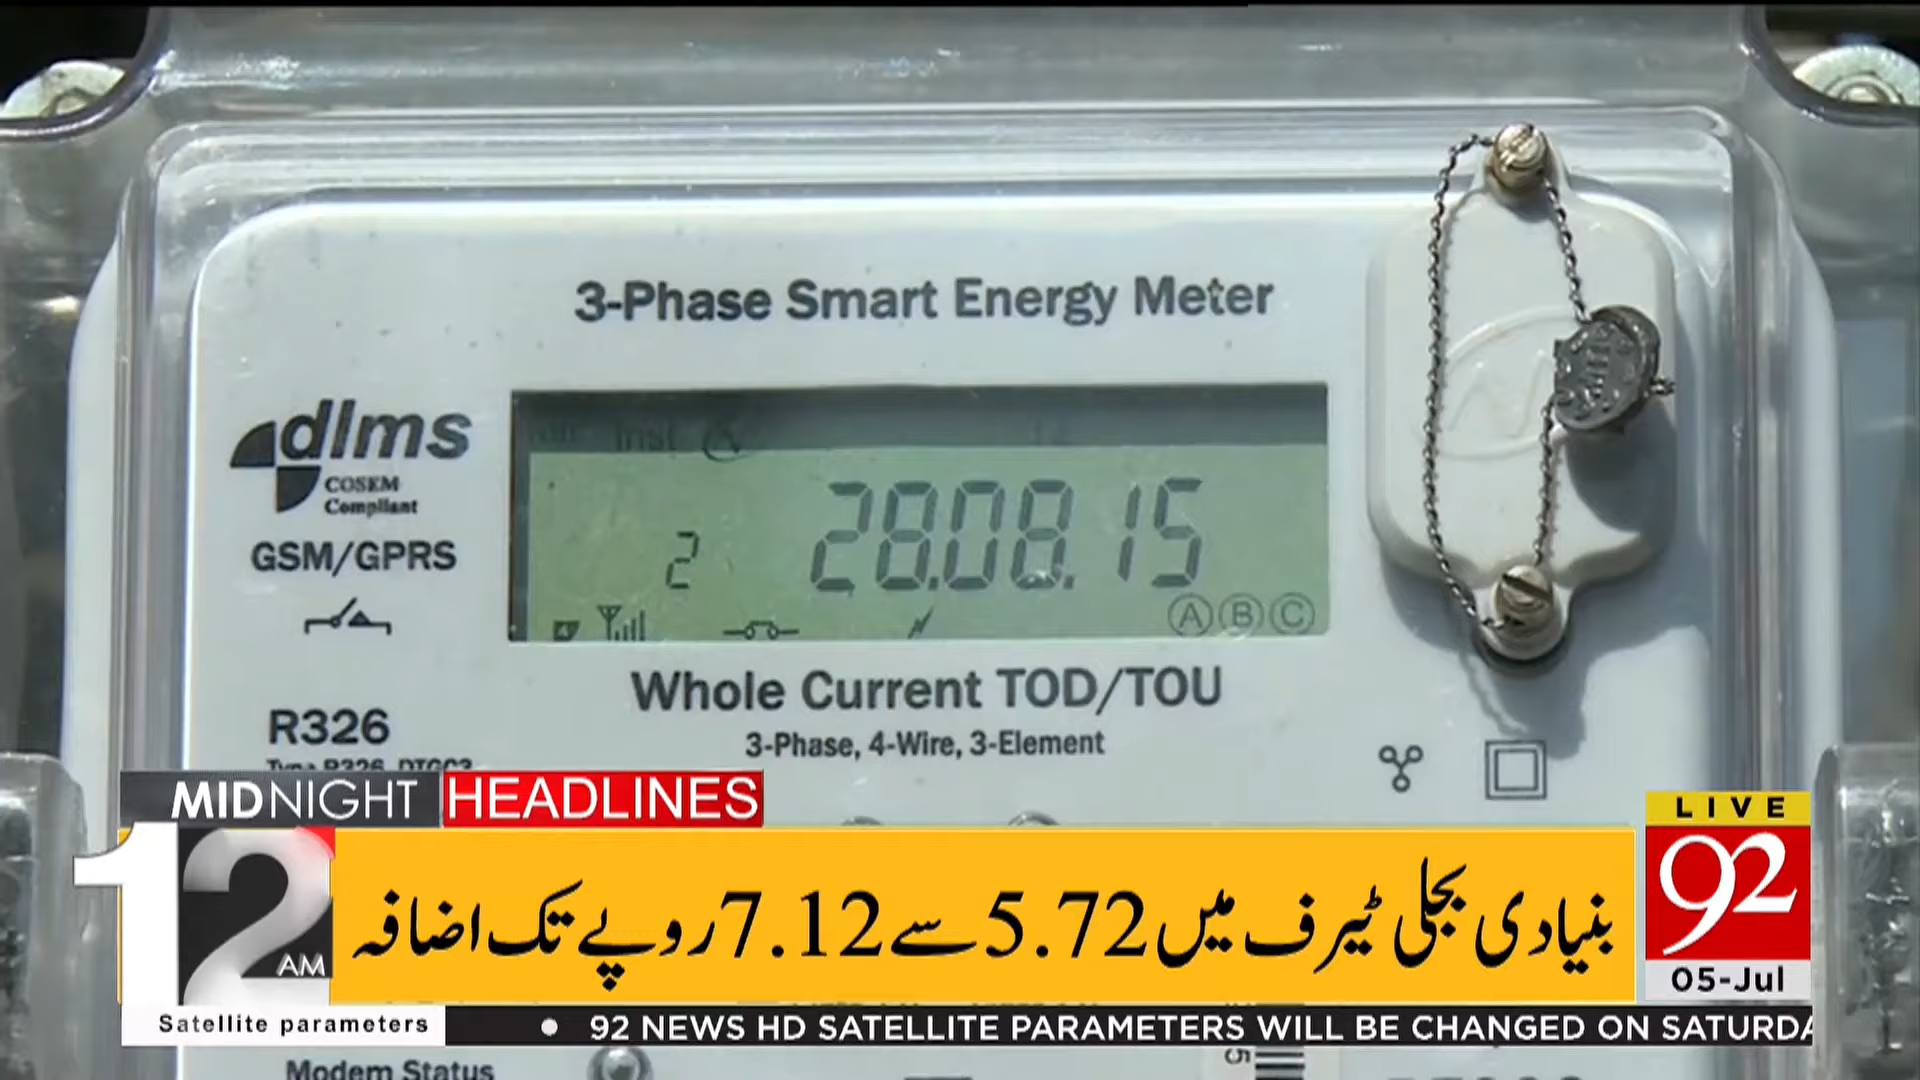 3-Phase Smart Energy Meter
dlms
COSEM
Compliant
GSM/GPRS
2 28.08.15
A B C
Whole Current TOD/TOU
3-Phase, 4-Wire, 3-Element
R326
MIDNIGHT HEADLINES
12 AM
بنیادی بجلی ٹیرف میں 5.72 سے 7.12 روپے تک اضافہ
LIVE
92
05-Jul
Satellite parameters
92 NEWS HD SATELLITE PARAMETERS WILL BE CHANGED ON SATURDA
Modem Status